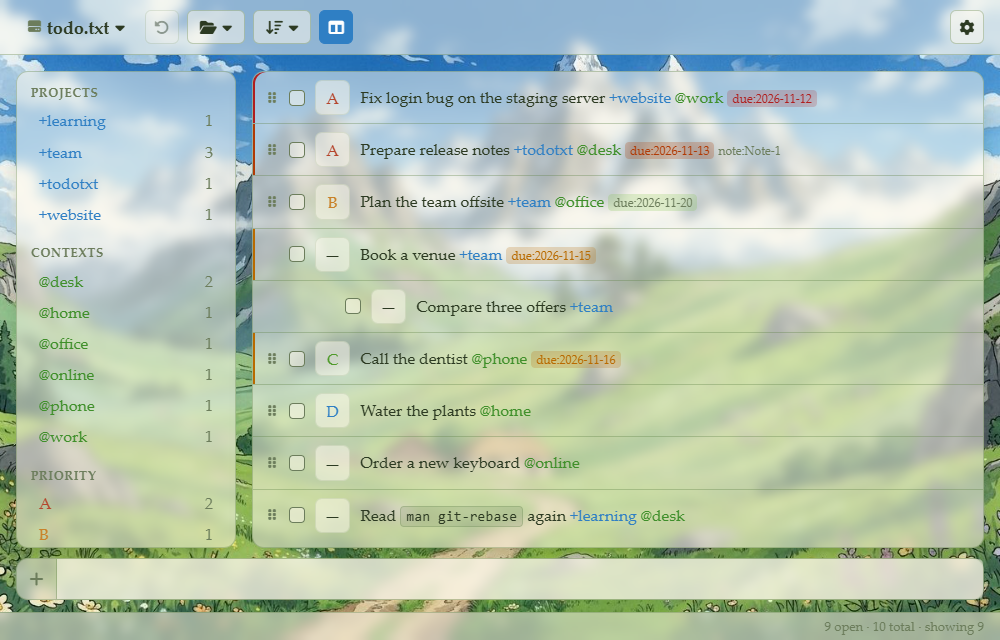 todo.txt
PROJECTS
+learning 1
+team 3
+todotxt 1
+website 1
CONTEXTS
@desk 2
@home 1
@office 1
@online 1
@phone 1
@work 1
PRIORITY
A 2
B 1
A Fix login bug on the staging server +website @work due:2026-11-12
A Prepare release notes +todotxt @desk due:2026-11-13 note:Note-1
B Plan the team offsite +team @office due:2026-11-20
— Book a venue +team due:2026-11-15
— Compare three offers +team
C Call the dentist @phone due:2026-11-16
D Water the plants @home
— Order a new keyboard @online
— Read man git-rebase again +learning @desk
+
9 open · 10 total · showing 9